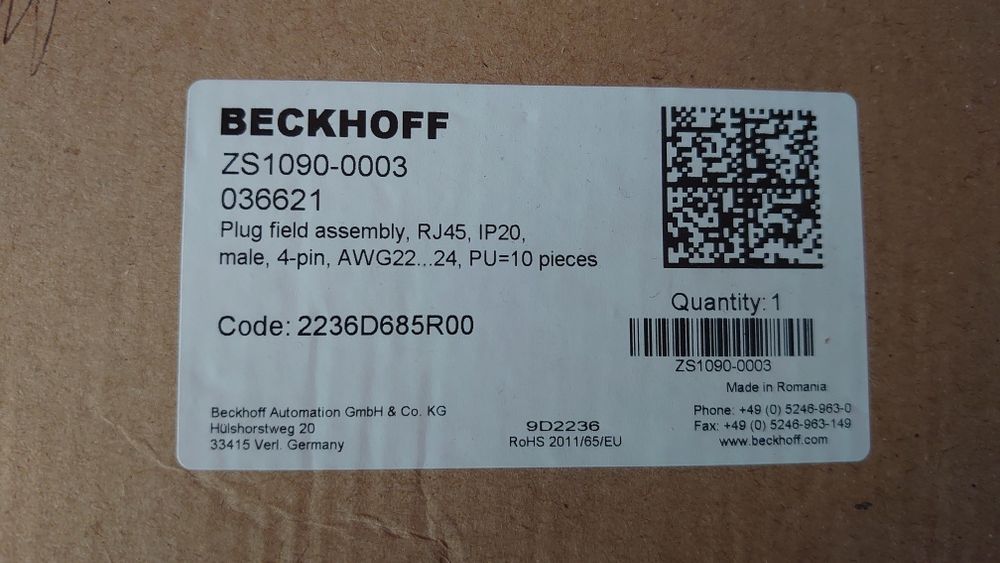 BECKHOFF
ZS1090-0003
036621
Plug field assembly, RJ45, IP20,
male, 4-pin, AWG22...24, PU=10 pieces
Code: 2236D685R00
Quantity: 1
ZS1090-0003
Made in Romania
Beckhoff Automation GmbH & Co. KG
Hülshorstweg 20
33415 Verl. Germany
9D2236
RoHS 2011/65/EU
Phone: +49 (0) 5246-963-0
Fax: +49 (0) 5246-963-149
www.beckhoff.com